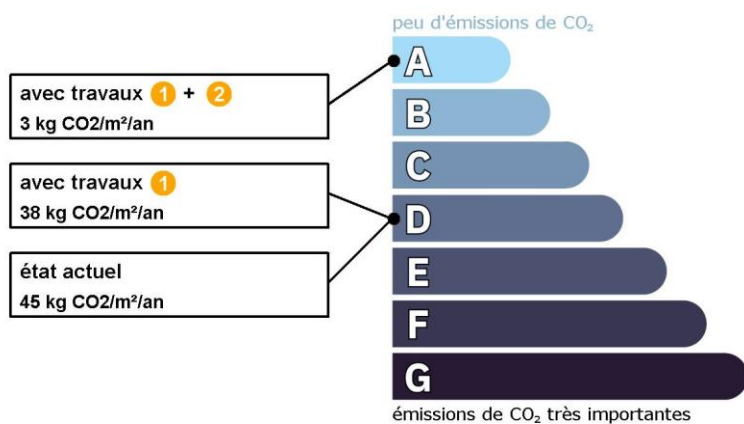 peu d'émissions de CO₂
A
avec travaux 1 + 2
3 kg CO2/m²/an
B
C
avec travaux 1
38 kg CO2/m²/an
D
état actuel
45 kg CO2/m²/an
E
F
G
émissions de CO₂ très importantes